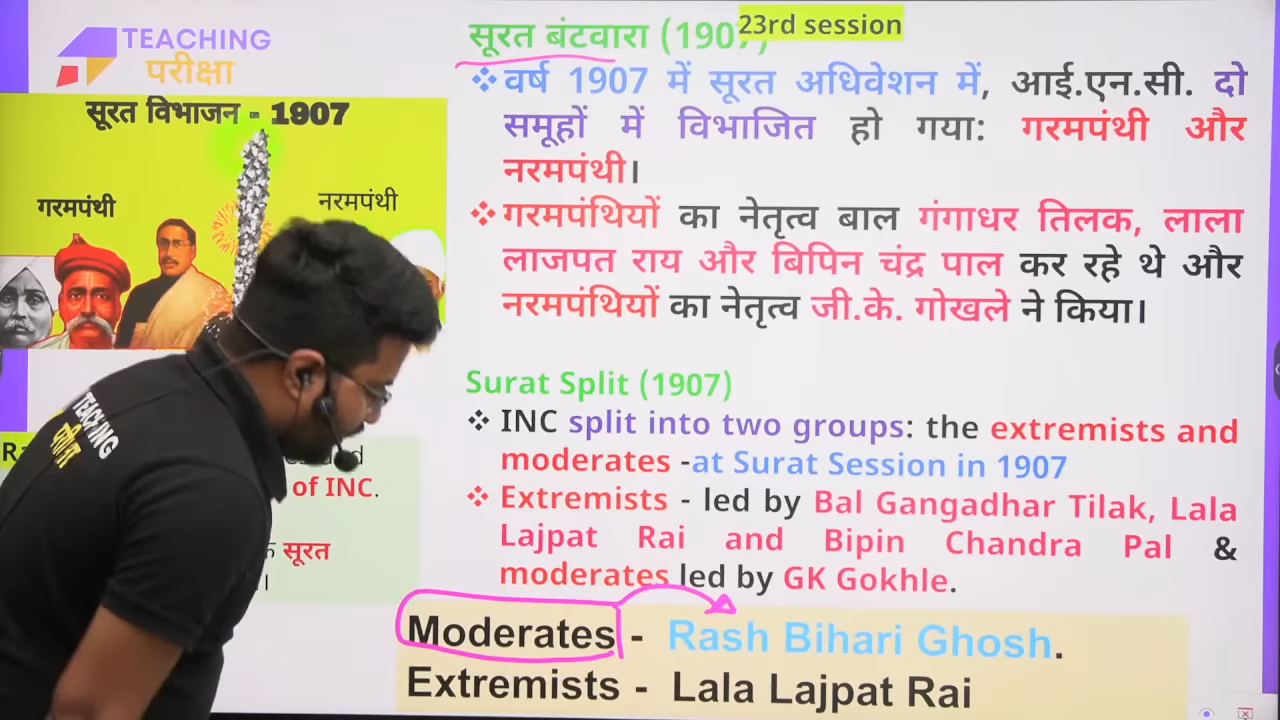 TEACHING
परीक्षा
सूरत विभाजन - 1907
गरमपंथी
नरमपंथी
of INC.
सूरत
TEACHING
परीक्षा
23rd session
सूरत बंटवारा (1907)
❖वर्ष 1907 में सूरत अधिवेशन में, आई.एन.सी. दो
समूहों में विभाजित हो गया: गरमपंथी और
नरमपंथी।
❖गरमपंथियों का नेतृत्व बाल गंगाधर तिलक, लाला
लाजपत राय और बिपिन चंद्र पाल कर रहे थे और
नरमपंथियों का नेतृत्व जी.के. गोखले ने किया।
Surat Split (1907)
❖ INC split into two groups: the extremists and
moderates -at Surat Session in 1907
❖ Extremists - led by Bal Gangadhar Tilak, Lala
Lajpat Rai and Bipin Chandra Pal &
moderates led by GK Gokhle.
Moderates - Rash Bihari Ghosh.
Extremists - Lala Lajpat Rai